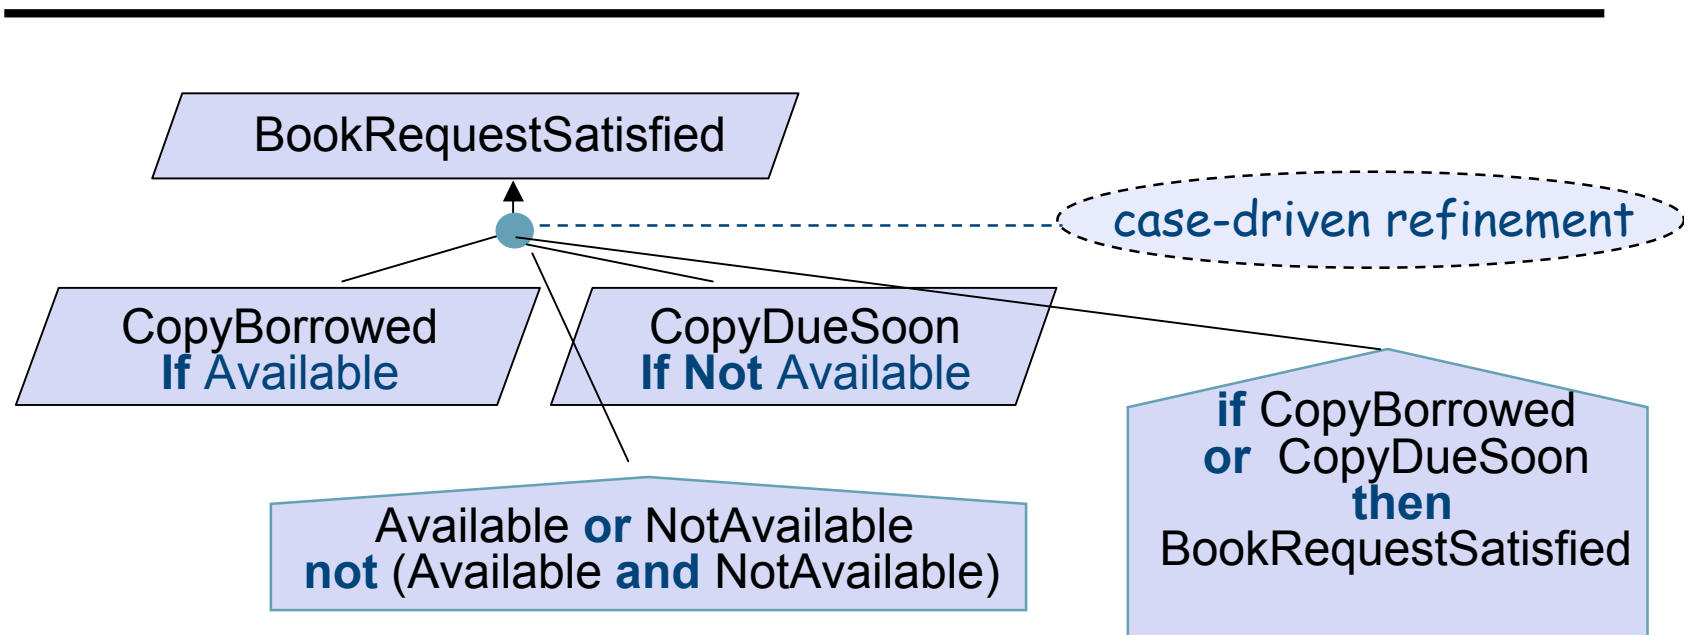 BookRequestSatisfied
case-driven refinement
CopyBorrowed
If Available
CopyDueSoon
If Not Available
if CopyBorrowed
or CopyDueSoon
then
BookRequestSatisfied
Available or NotAvailable
not (Available and NotAvailable)